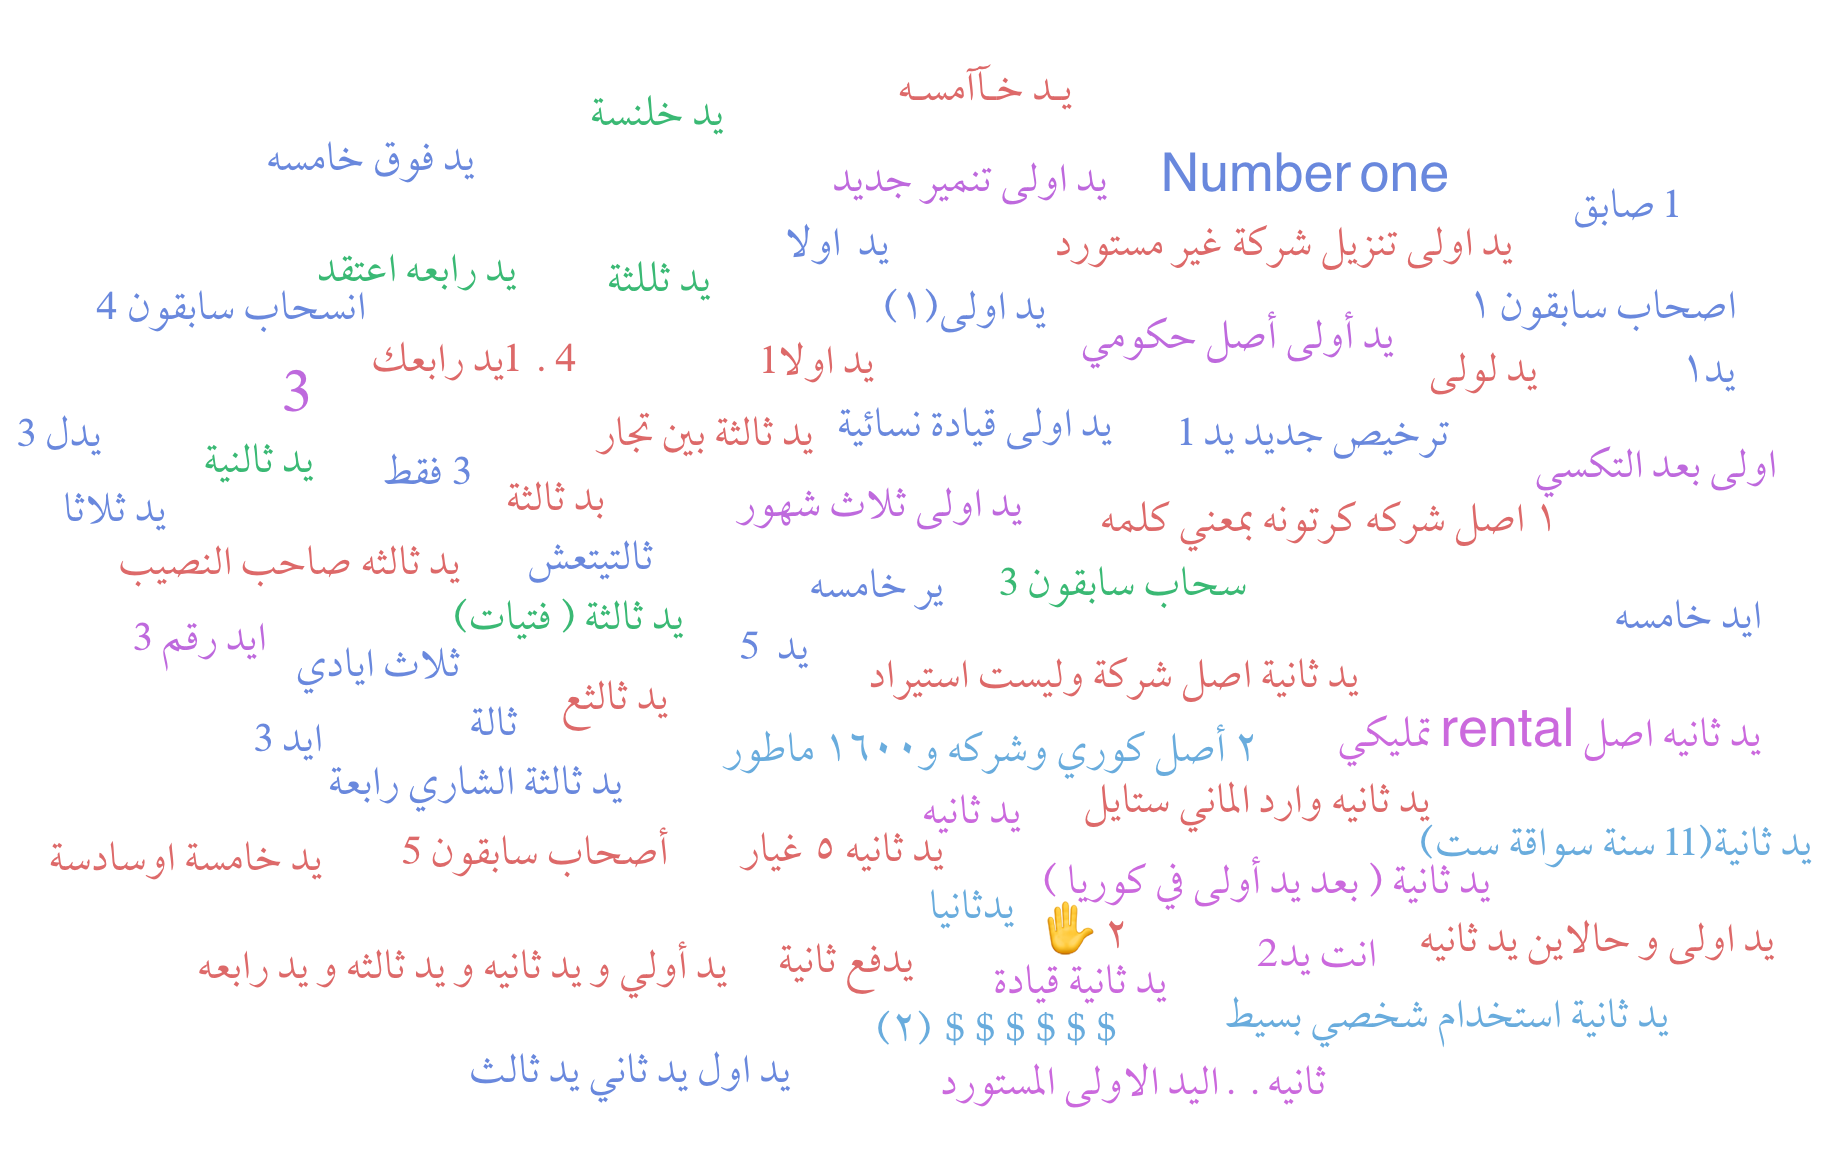 يـد خـآآمسـه
يد خلنسة
يد فوق خامسه
Number one
يد اولى تنمير جديد
1 صابق
يد اولى تنزيل شركة غير مستورد
يد اولا
يد رابعه اعتقد
يد ثللثة
اصحاب سابقون ١
يد اولى(١)
انسحاب سابقون 4
يد أولى أصل حكومي
يد١
يد لولى
يد اولا1
4 . 1يد رابعك
3
ترخيص جديد يد 1
يد اولى قيادة نسائية
يد ثالثة بين تجار
يدل 3
اولى بعد التكسي
3 فقط
يد ثالنية
يد اولى ثلاث شهور
بد ثالثة
يد ثلاثا
١ اصل شركه كرتونه بمعني كلمه
ثالتيتعش
يد ثالثه صاحب النصيب
سحاب سابقون 3
ير خامسه
ايد خامسه
يد ثالثة ( فتيات)
ايد رقم 3
يد 5
ثلاث ايادي
يد ثانية اصل شركة وليست استيراد
يد ثالثع
ثالة
يد ثانيه اصل rental تمليكي
ايد 3
٢ أصل كوري وشركه و١٦٠٠ ماطور
يد ثالثة الشاري رابعة
يد ثانيه وارد الماني ستايل
يد ثانيه
يد ثانية(11 سنة سواقة ست)
يد ثانيه ٥ غيار
أصحاب سابقون 5
يد خامسة اوسادسة
يد ثانية ( بعد يد أولى في كوريا )
يدثانيا
٢ ✋
يد اولى و حالاين يد ثانيه
انت يد2
يدفع ثانية
يد أولي و يد ثانيه و يد ثالثه و يد رابعه
يد ثانية قيادة
يد ثانية استخدام شخصي بسيط
$ $ $ $ $ $ (٢)
يد اول يد ثاني يد ثالث
ثانيه . . اليد الاولى المستورد